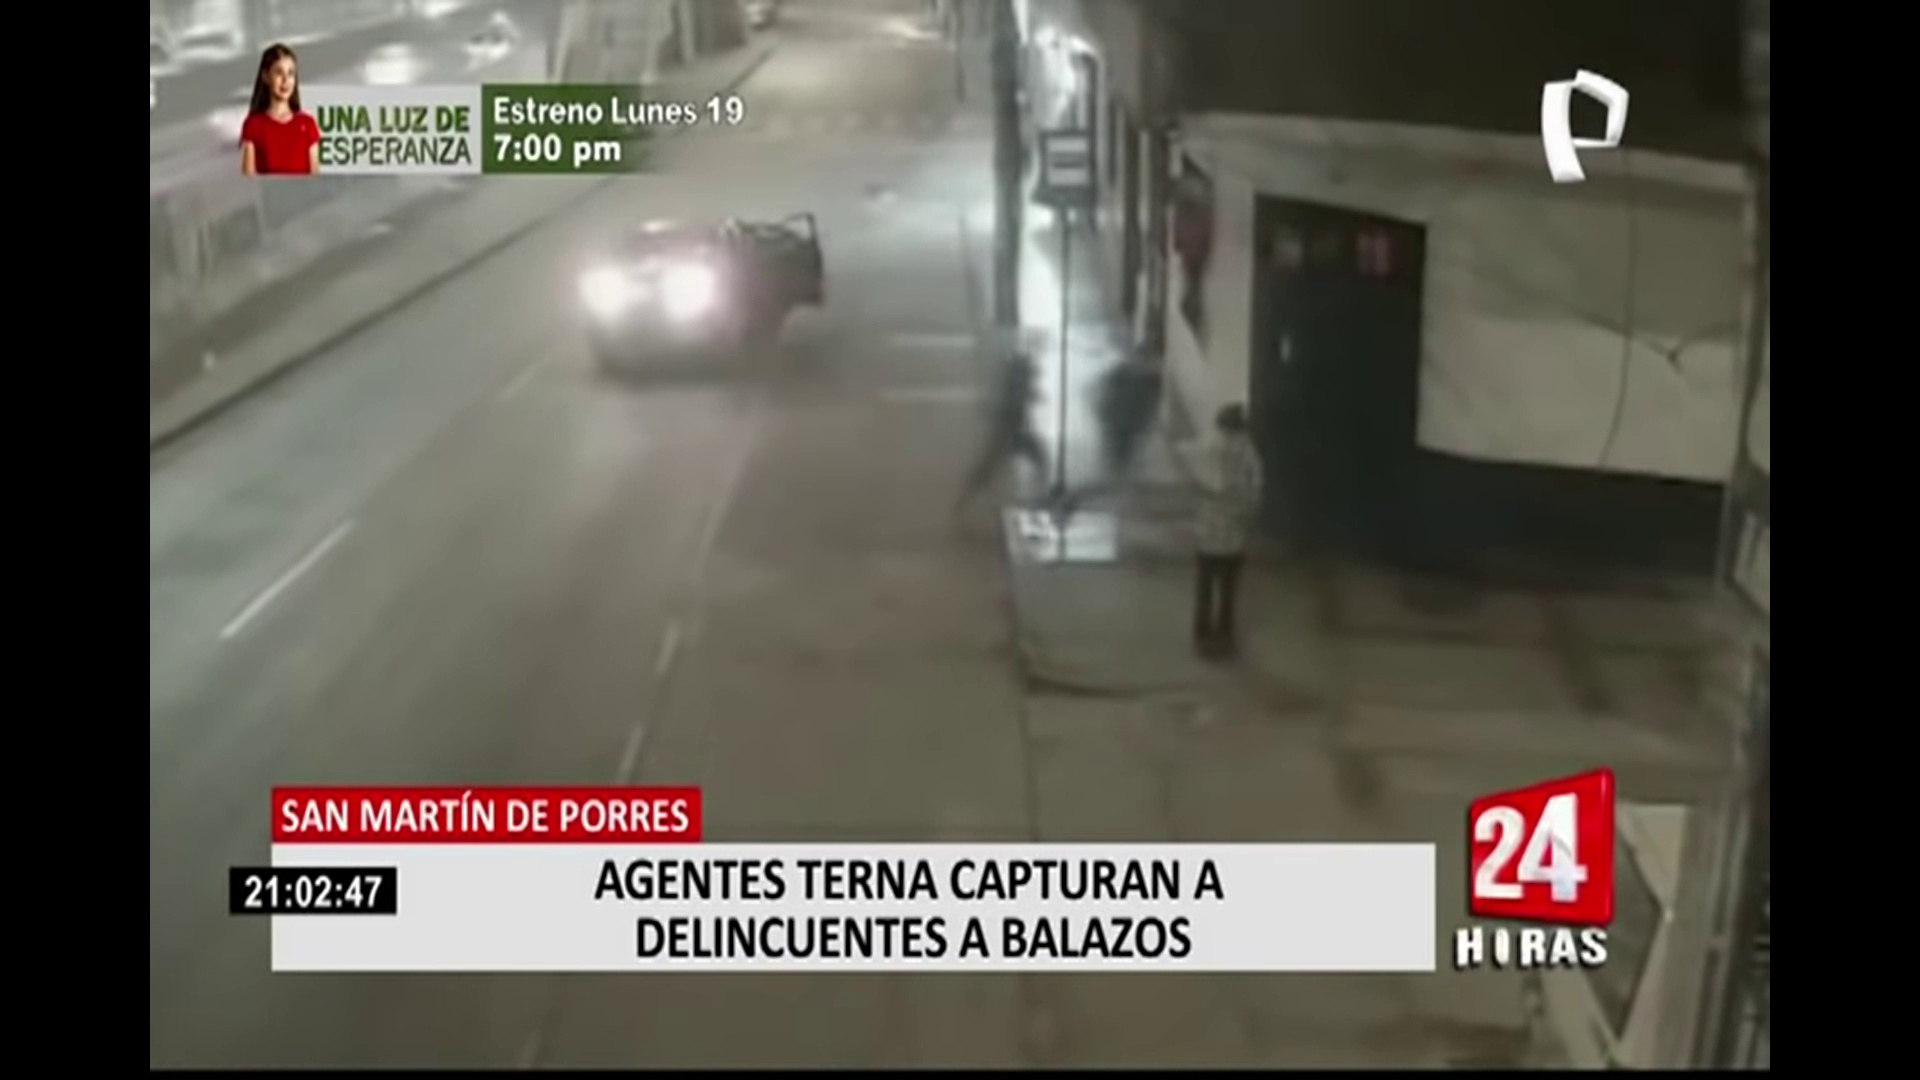 UNA LUZ DE
ESPERANZA
Estreno Lunes 19
7:00 pm
P
SAN MARTÍN DE PORRES
21:02:47
AGENTES TERNA CAPTURAN A
DELINCUENTES A BALAZOS
24
HORAS